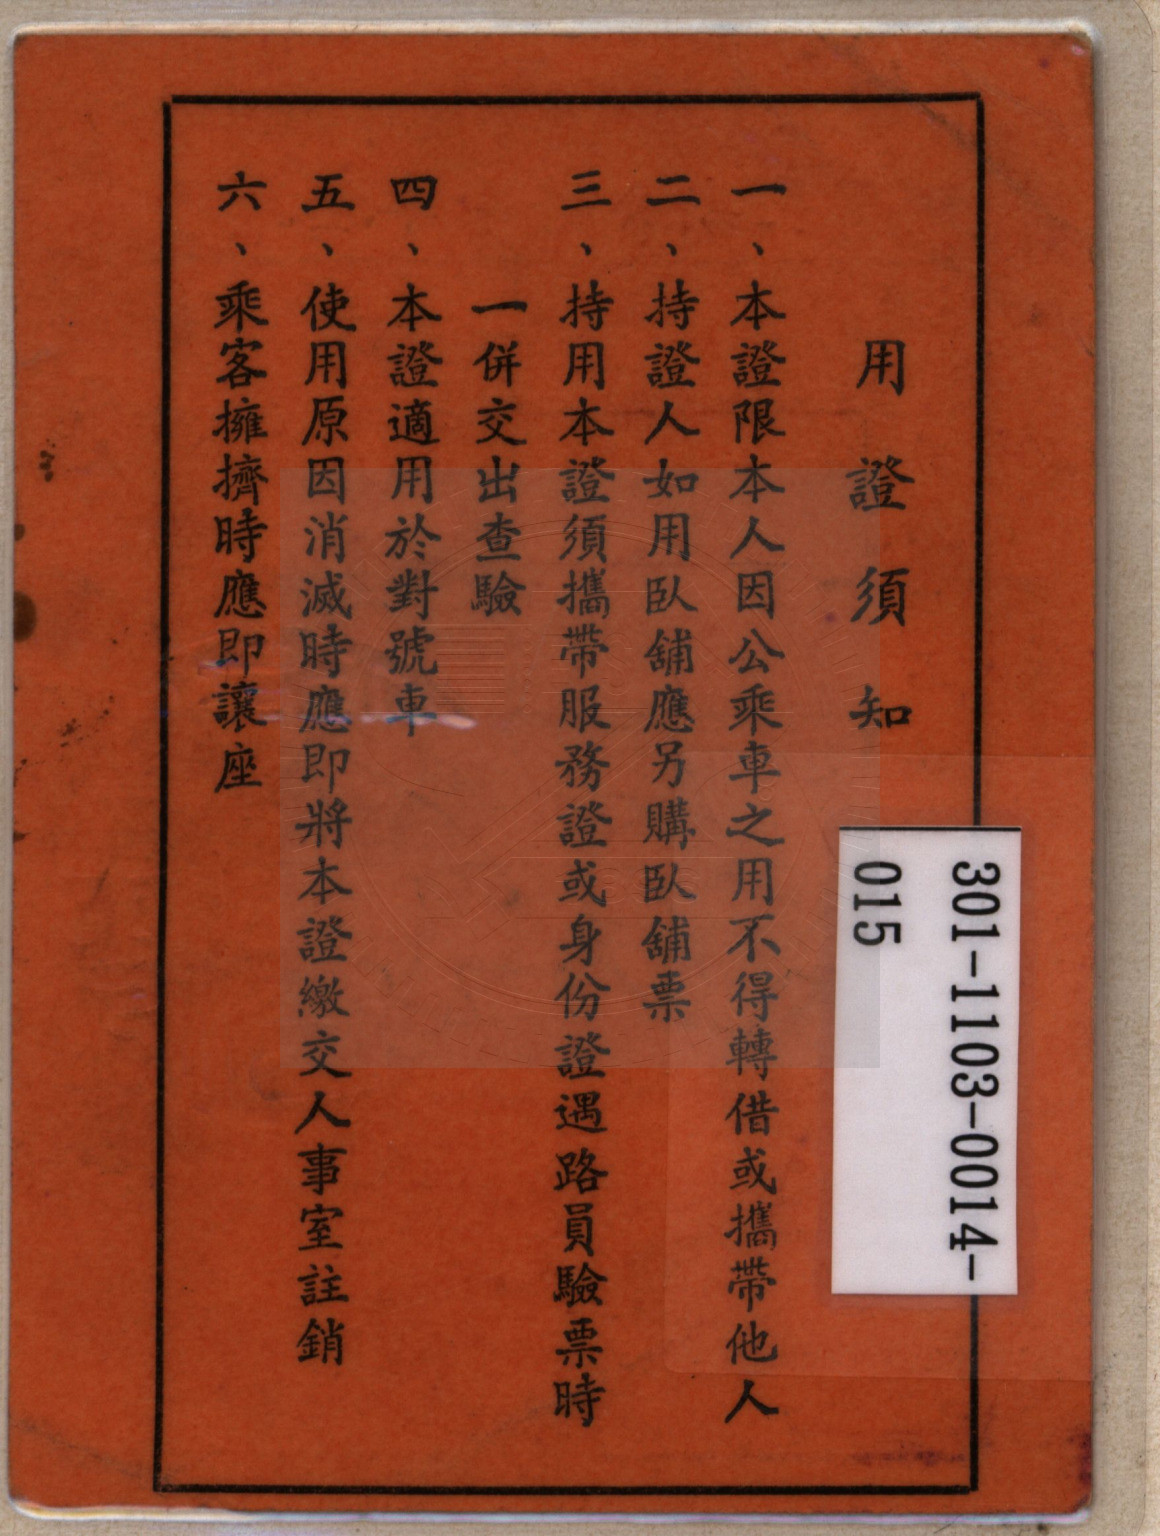 用證須知
一、本證限本人因公乘車之用不得轉借或攜帶他人
二、持證人如用臥舖應另購臥舖票
三、持用本證須攜帶服務證或身份證遇路員驗票時
一併交出查驗
四、本證適用於對號車
五、使用原因消滅時應即將本證繳交人事室註銷
六、乘客擁擠時應即讓座
301-1103-0014-
015